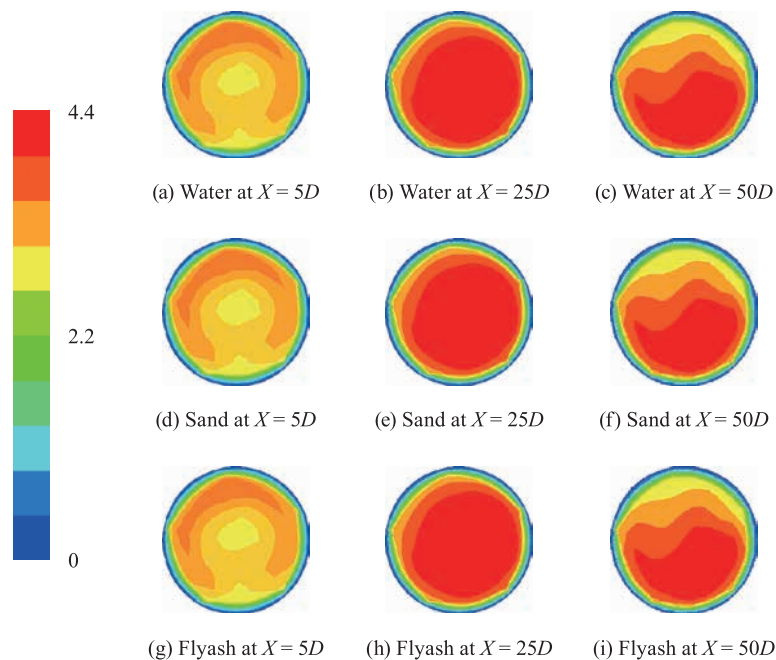 4.4
2.2
0
(a) Water at X = 5D
(b) Water at X = 25D
(c) Water at X = 50D
(d) Sand at X = 5D
(e) Sand at X = 25D
(f) Sand at X = 50D
(g) Flyash at X = 5D
(h) Flyash at X = 25D
(i) Flyash at X = 50D